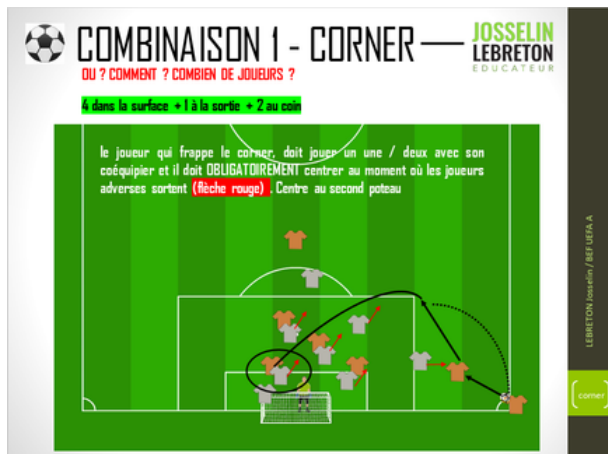 COMBINAISON 1 - CORNER
JOSSELIN
LEBRETON
EDUCATEUR
OU ? COMMENT ? COMBIEN DE JOUEURS ?
4 dans la surface + 1 à la sortie + 2 au coin
le joueur qui frappe le corner, doit jouer un une / deux avec son
coéquipier et il doit OBLIGATOIREMENT centrer au moment où les joueurs
adverses sortent (flèche rouge) . Centre au second poteau
LEBRETON Josselin / BEF UEFA A
corner